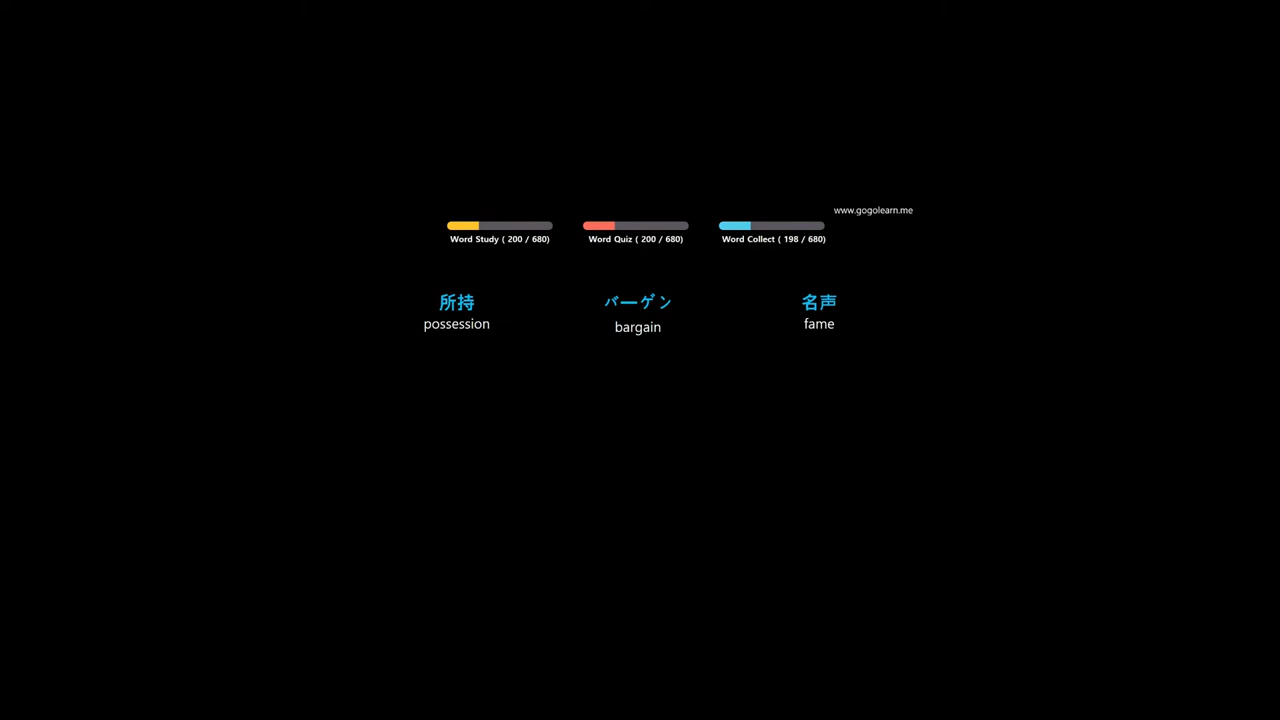 www.gogolearn.me
Word Study ( 200 / 680) Word Quiz ( 200 / 680) Word Collect ( 198 / 680)
所持 バーゲン 名声
possession bargain fame